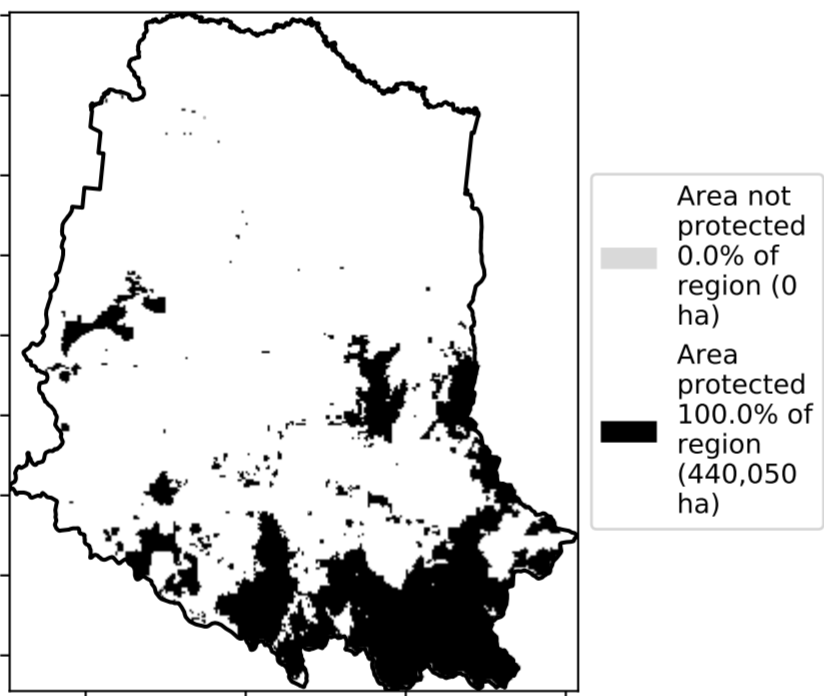 Area not
protected
0.0% of
region (0
ha)
Area
protected
100.0% of
region
(440,050
ha)